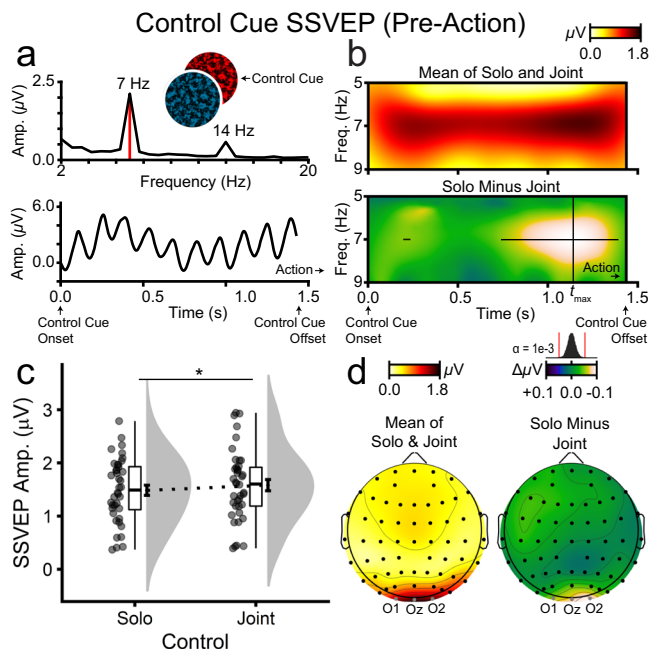 Control Cue SSVEP (Pre-Action)
a
Amp. (µV)
2.5
0.0
7 Hz
14 Hz
←Control Cue
2
20
Frequency (Hz)
Amp. (µV)
6.0
2.0
Action→
0.0
0.5
1.0
1.5
Time (s)
↑
↑
Control Cue
Onset
Control Cue
Offset
b
µV
0.0
1.8
Mean of Solo and Joint
Freq. (Hz)
5
7
9
Solo Minus Joint
Freq. (Hz)
5
7
9
Action
→
0.0
0.5
1.0
1.5
Time (s)
tmax
↑
↑
Control Cue
Onset
Control Cue
Offset
c
SSVEP Amp. (µV)
3
2
1
0
*
Solo
Joint
Control
d
µV
0.0
1.8
α = 1e-3
ΔµV
+0.1
0.0
-0.1
Mean of
Solo & Joint
Solo Minus
Joint
O1
Oz
O2
O1
Oz
O2